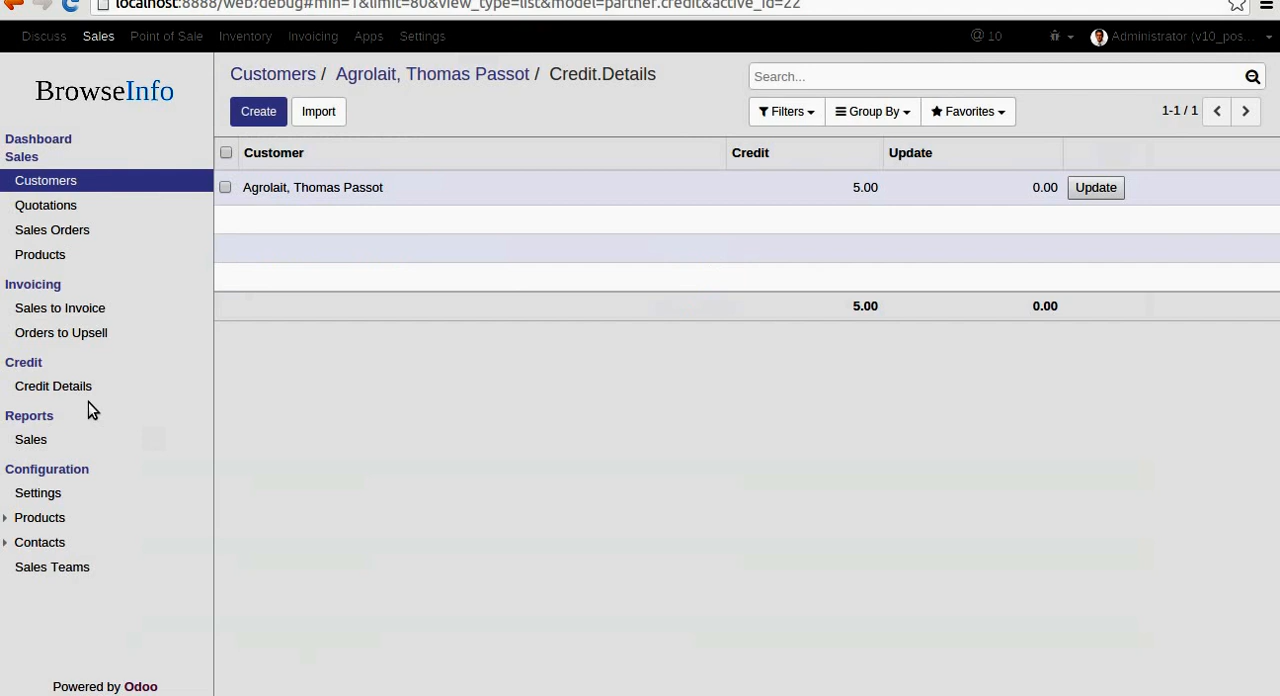 localhost:8888/web?debug#min=1&limit=80&view_type=list&model=partner.credit&active_id=22
Discuss Sales Point of Sale Inventory Invoicing Apps Settings @ 10 Administrator (v10_pos...
BrowseInfo
Customers / Agrolait, Thomas Passot / Credit.Details
Search...
Create Import
Filters Group By Favorites 1-1 / 1
Dashboard
Sales
Customers
Quotations
Sales Orders
Products
Invoicing
Sales to Invoice
Orders to Upsell
Credit
Credit Details
Reports
Sales
Configuration
Settings
Products
Contacts
Sales Teams
Powered by Odoo
Customer Credit Update
Agrolait, Thomas Passot 5.00 0.00 Update
5.00 0.00